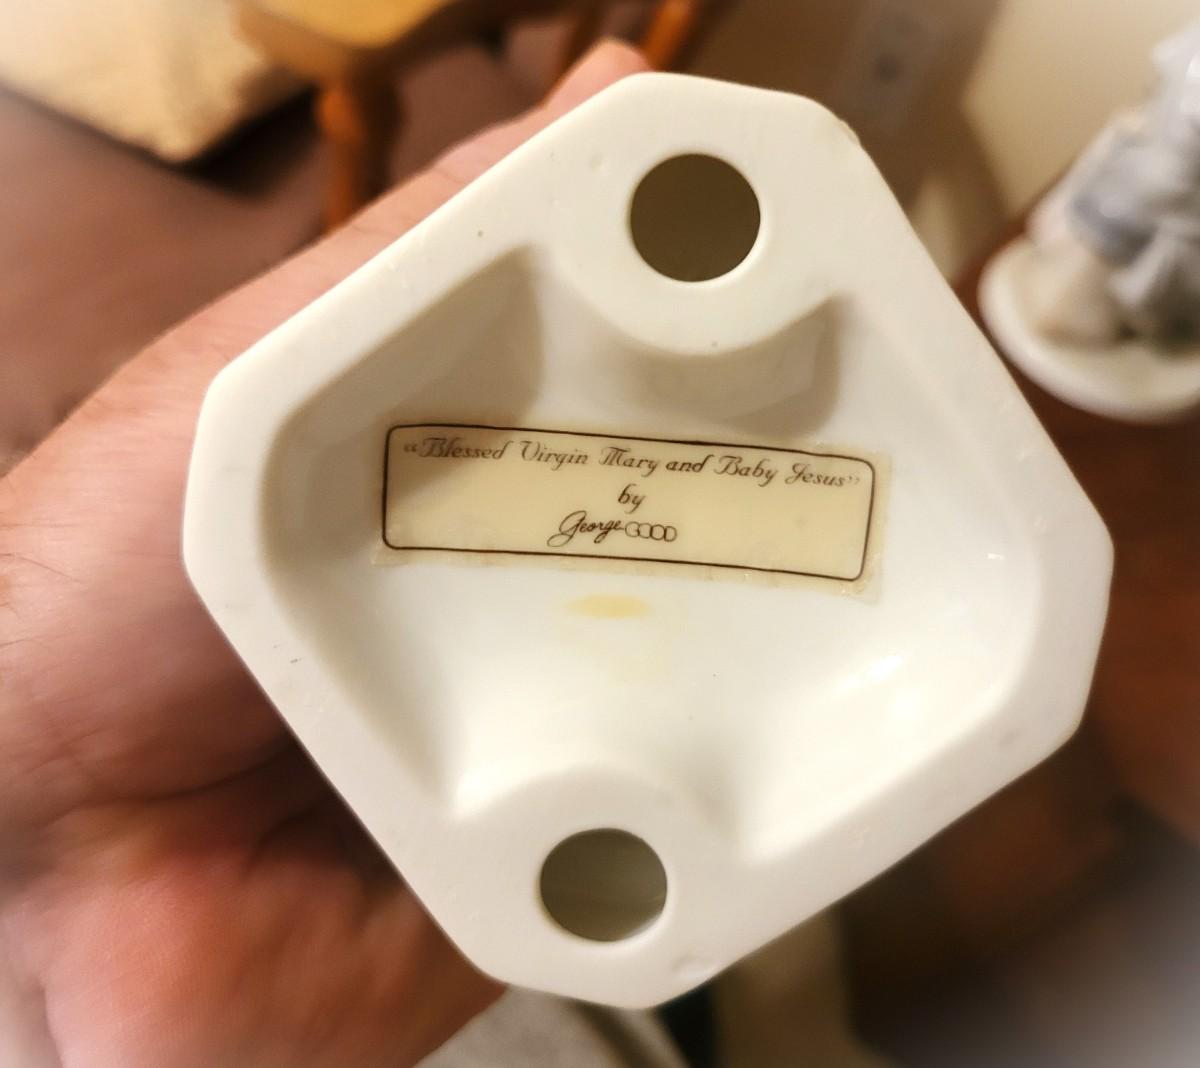 “Blessed Virgin Mary and Baby Jesus”
by
George GOOD